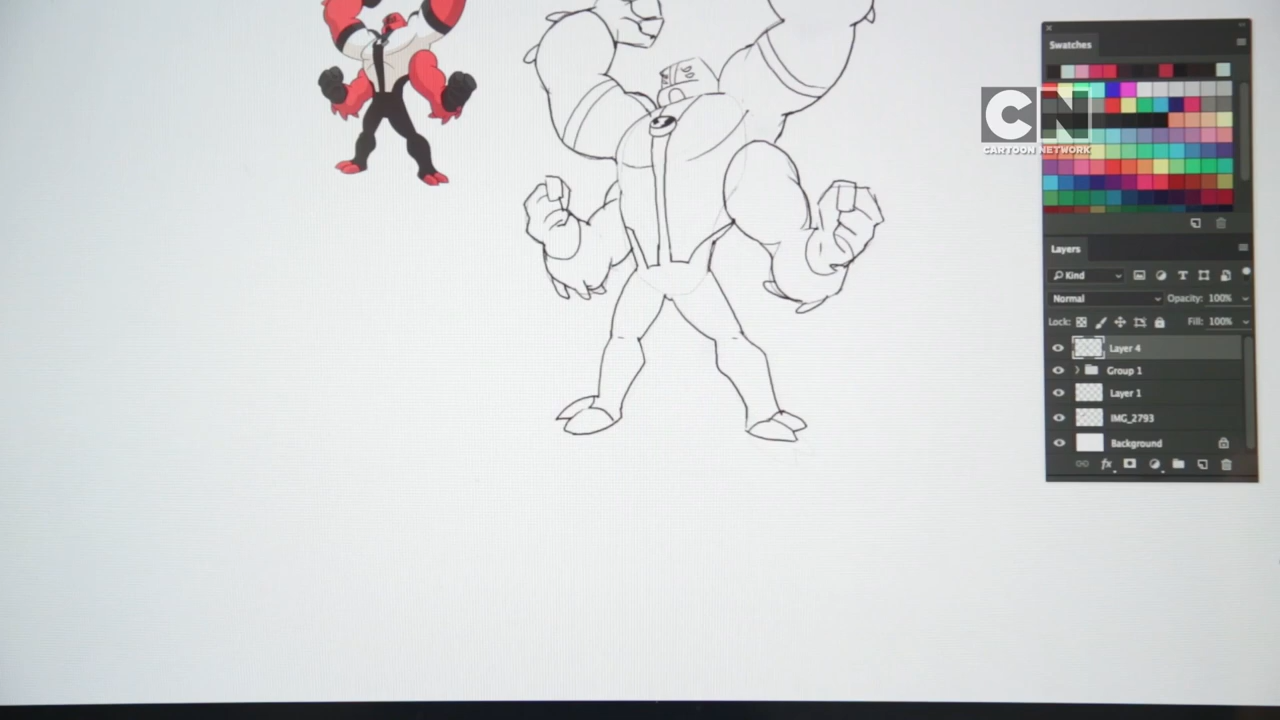 Swatches
CN
CARTOON NETWORK
Layers
Kind
Normal
Opacity: 100%
Lock:
Fill: 100%
Layer 4
Group 1
Layer 1
IMG_2793
Background
fx